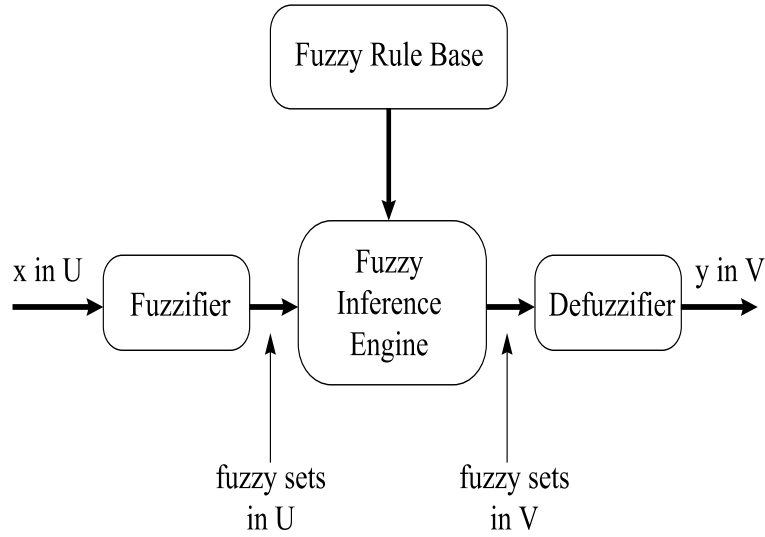 Fuzzy Rule Base
x in U
Fuzzifier
Fuzzy
Inference
Engine
Defuzzifier
y in V
fuzzy sets
in U
fuzzy sets
in V